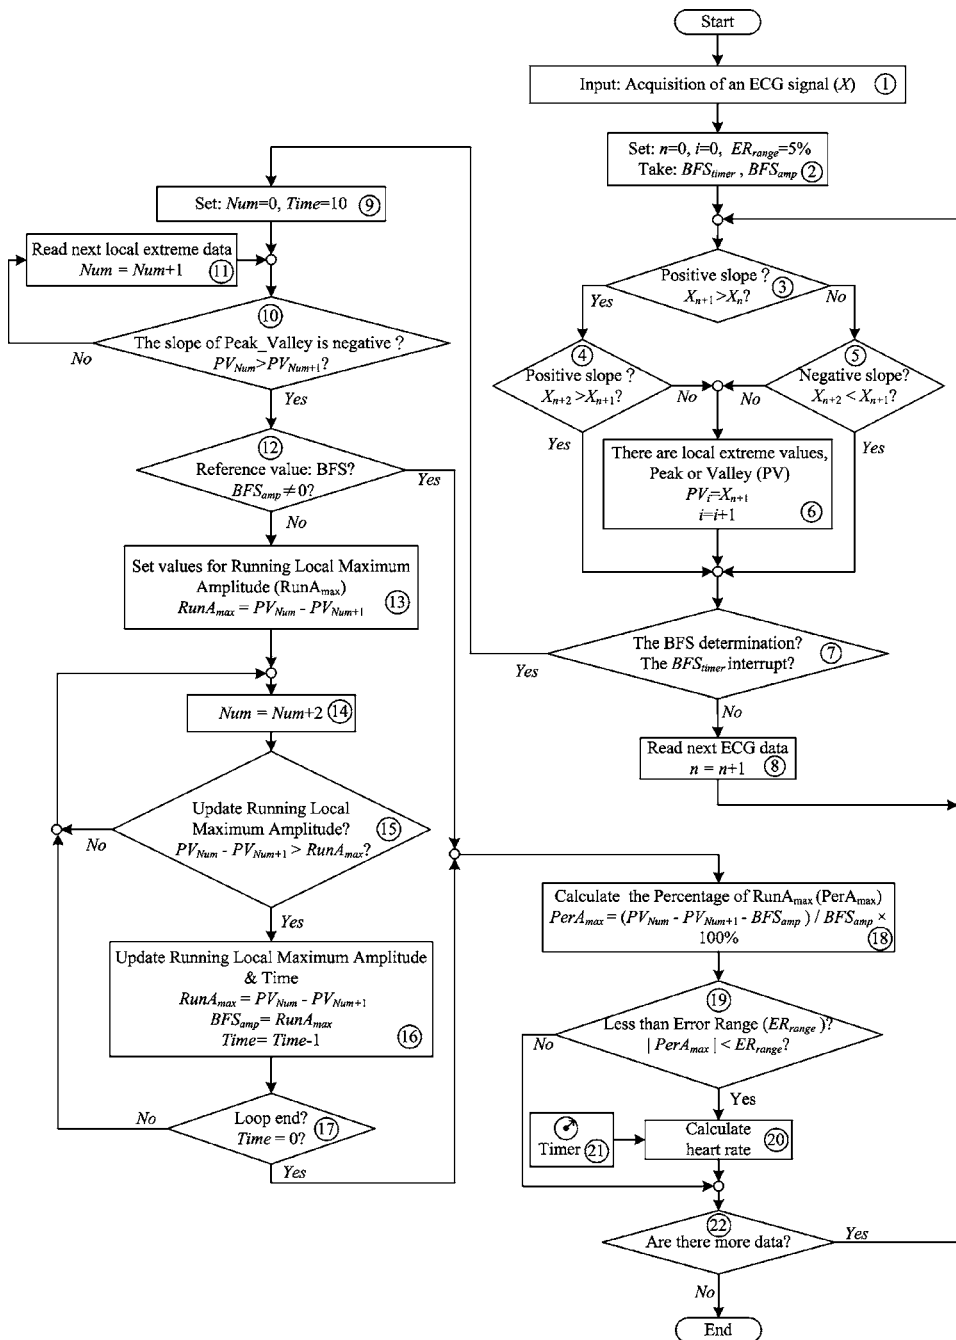 Start
Input: Acquisition of an ECG signal (X) 1
Set: n=0, i=0, ER_range=5%
Take: BFS_timer , BFS_amp 2
Positive slope ?
X_n+1 >X_n? 3
Yes
No
4
Positive slope ?
X_n+2 >X_n+1?
No
Yes
5
Negative slope?
X_n+2 < X_n+1?
No
Yes
There are local extreme values,
Peak or Valley (PV)
PV_i=X_n+1
i=i+1 6
The BFS determination?
The BFS_timer interrupt? 7
Yes
No
Read next ECG data
n = n+1 8
Set: Num=0, Time=10 9
Read next local extreme data
Num = Num+1 11
10
The slope of Peak_Valley is negative ?
PV_Num>PV_Num+1?
No
Yes
12
Reference value: BFS?
BFS_amp ≠ 0?
Yes
No
Set values for Running Local Maximum
Amplitude (RunA_max)
RunA_max = PV_Num - PV_Num+1 13
Num = Num+2 14
Update Running Local
Maximum Amplitude? 15
PV_Num - PV_Num+1 > RunA_max?
No
Yes
Update Running Local Maximum Amplitude
& Time
RunA_max = PV_Num - PV_Num+1
BFS_amp= RunA_max
Time= Time-1 16
Loop end?
Time = 0? 17
No
Yes
Calculate the Percentage of RunA_max (PerA_max)
PerA_max = (PV_Num - PV_Num+1 - BFS_amp ) / BFS_amp ×
100% 18
19
Less than Error Range (ER_range )?
| PerA_max | < ER_range?
No
Yes
Timer 21
Calculate
heart rate 20
22
Are there more data?
Yes
No
End